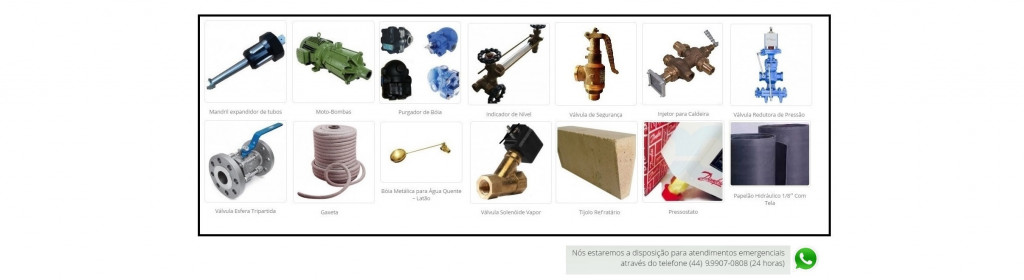 Mandril expandidor de tubos
Moto-Bombas
Purgador de Bóia
Indicador de Nível
Válvula de Segurança
Injetor para Caldeira
Válvula Redutora de Pressão
Válvula Esfera Tripartida
Gaxeta
Bóia Metálica para Água Quente
– Latão
Válvula Solenóide Vapor
Tijolo Refratário
Danfoss
Pressostato
Papelão Hidráulico 1/8" Com
Tela
Nós estaremos a disposição para atendimentos emergenciais
através do telefone (44) 9.9907-0808 (24 horas)